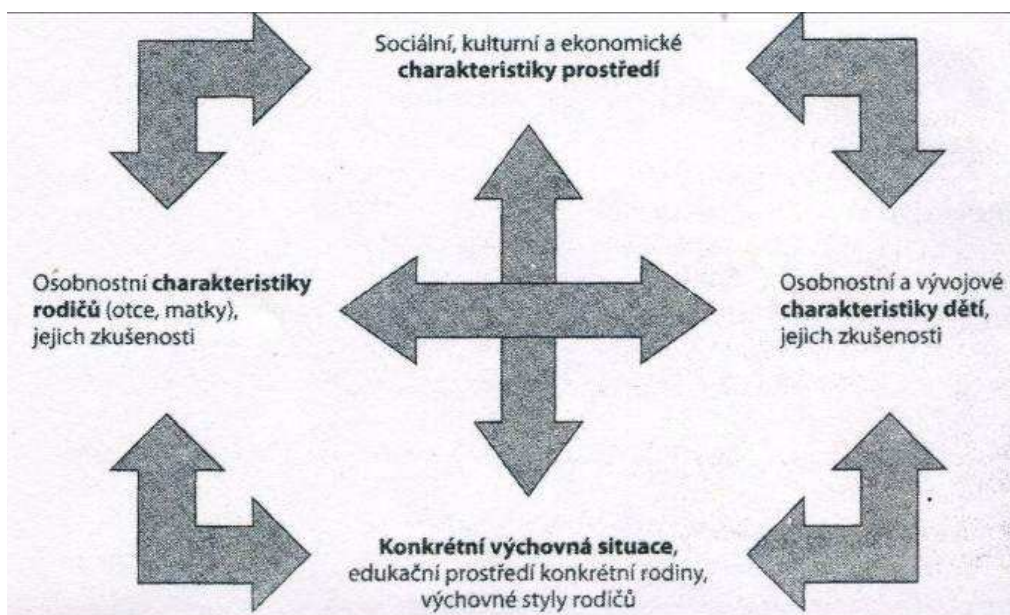 Sociální, kulturní a ekonomické
charakteristiky prostředí
Osobnostní charakteristiky
rodičů (otce, matky),
jejich zkušenosti
Osobnostní a vývojové
charakteristiky dětí,
jejich zkušenosti
Konkrétní výchovná situace,
edukační prostředí konkrétní rodiny,
výchovné styly rodičů